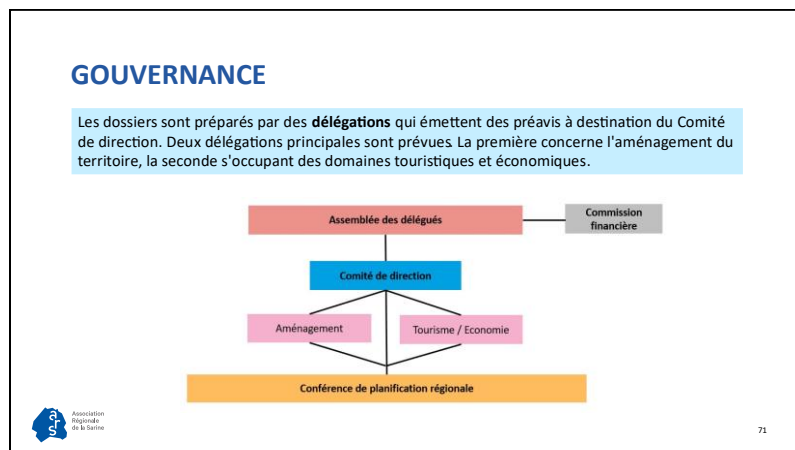 GOUVERNANCE
Les dossiers sont préparés par des délégations qui émettent des préavis à destination du Comité
de direction. Deux délégations principales sont prévues. La première concerne l'aménagement du
territoire, la seconde s'occupant des domaines touristiques et économiques.
Assemblée des délégués
Commission
financière
Comité de direction
Aménagement
Tourisme / Economie
Conférence de planification régionale
ars
Association
Régionale
de la Sarine
71